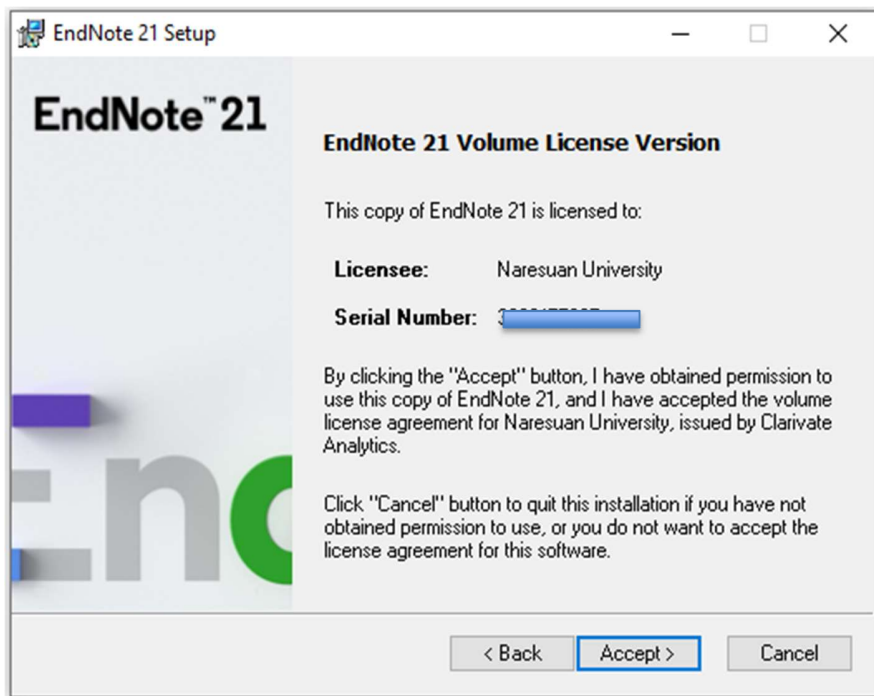 EndNote 21 Setup
EndNote™ 21
EndNote 21 Volume License Version
This copy of EndNote 21 is licensed to:
Licensee: Naresuan University
Serial Number:
By clicking the "Accept" button, I have obtained permission to
use this copy of EndNote 21, and I have accepted the volume
license agreement for Naresuan University, issued by Clarivate
Analytics.
Click "Cancel" button to quit this installation if you have not
obtained permission to use, or you do not want to accept the
license agreement for this software.
End
< Back Accept > Cancel